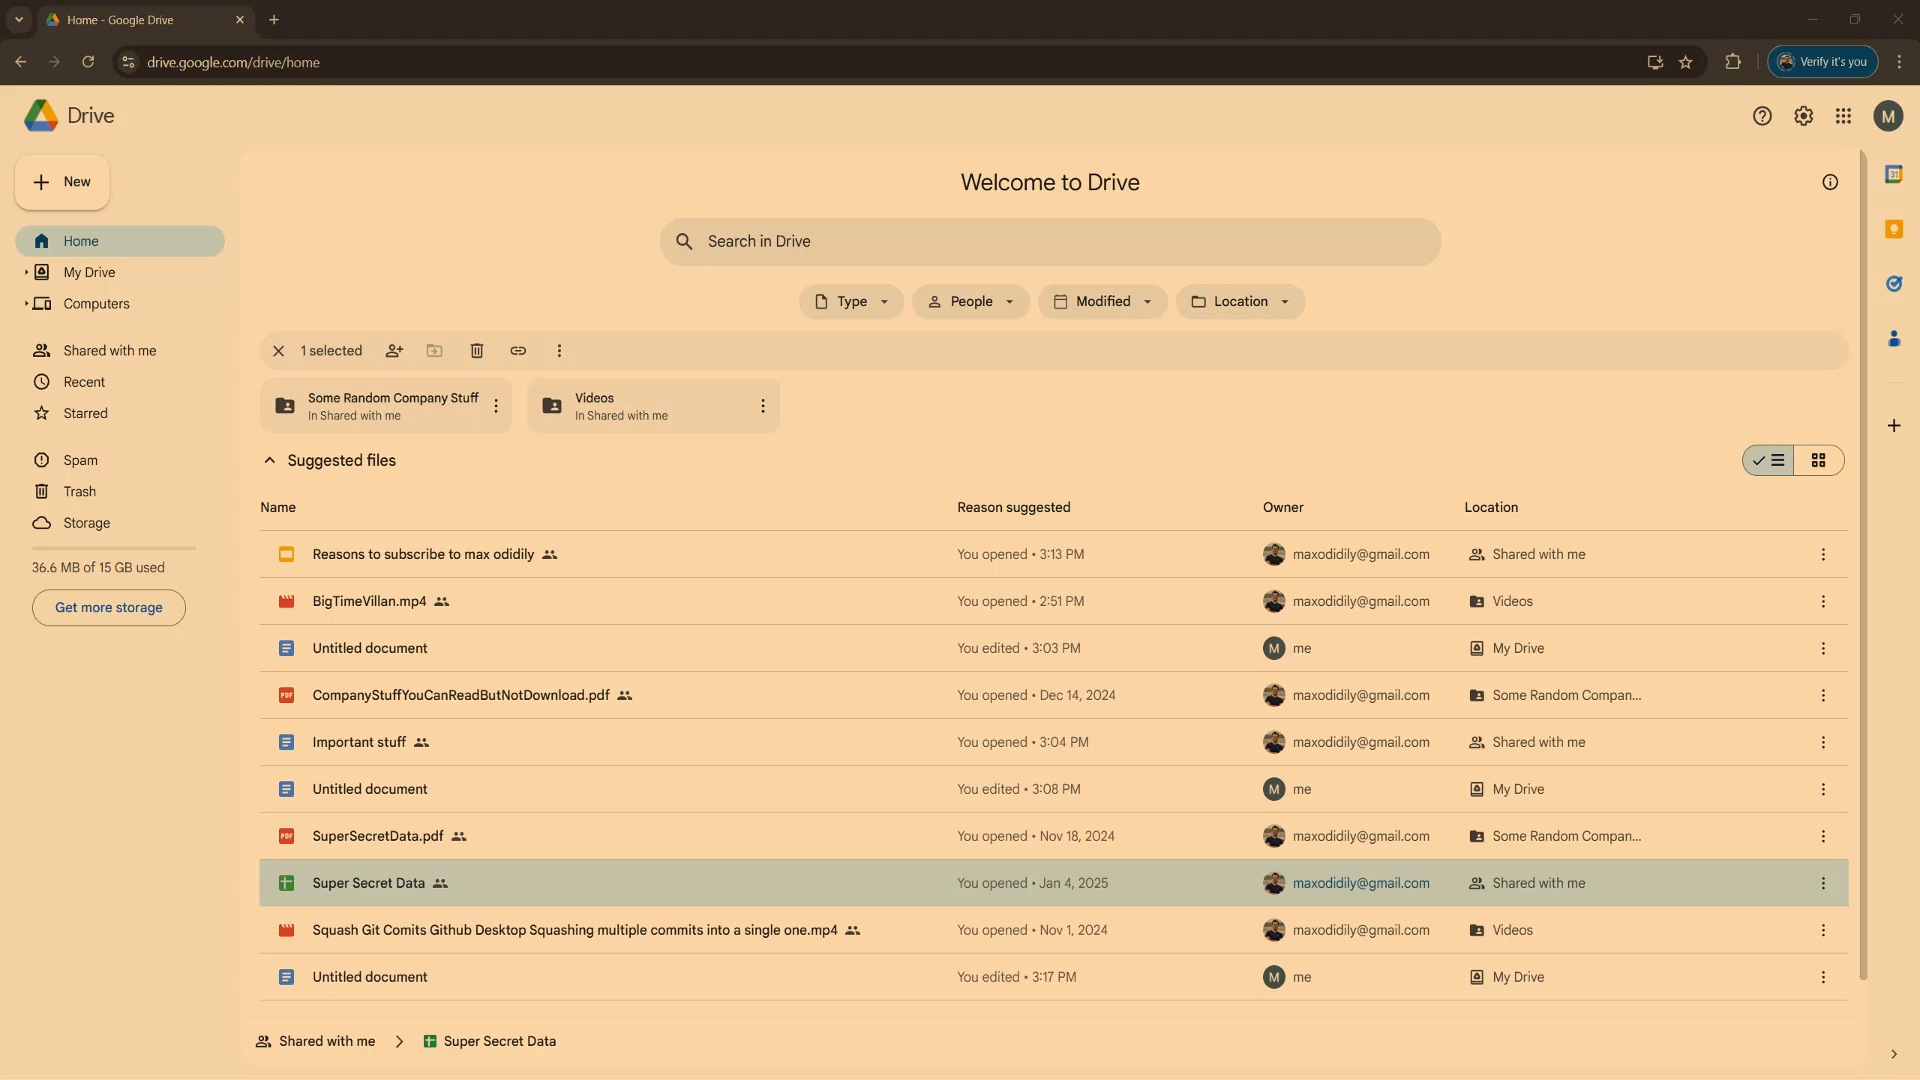 Home - Google Drive
drive.google.com/drive/home
Verify it's you
Drive
M
New
Welcome to Drive
Home
My Drive
Computers
Shared with me
Recent
Starred
Spam
Trash
Storage
36.6 MB of 15 GB used
Get more storage
Search in Drive
Type
People
Modified
Location
1 selected
Some Random Company Stuff
In Shared with me
Videos
In Shared with me
Suggested files
Name Reason suggested Owner Location
Reasons to subscribe to max odidily You opened • 3:13 PM maxodidily@gmail.com Shared with me
BigTimeVillan.mp4 You opened • 2:51 PM maxodidily@gmail.com Videos
Untitled document You edited • 3:03 PM M me My Drive
PDF CompanyStuffYouCanReadButNotDownload.pdf You opened • Dec 14, 2024 maxodidily@gmail.com Some Random Compan...
Important stuff You opened • 3:04 PM maxodidily@gmail.com Shared with me
Untitled document You edited • 3:08 PM M me My Drive
PDF SuperSecretData.pdf You opened • Nov 18, 2024 maxodidily@gmail.com Some Random Compan...
Super Secret Data You opened • Jan 4, 2025 maxodidily@gmail.com Shared with me
Squash Git Comits Github Desktop Squashing multiple commits into a single one.mp4 You opened • Nov 1, 2024 maxodidily@gmail.com Videos
Untitled document You edited • 3:17 PM M me My Drive
Shared with me Super Secret Data
31